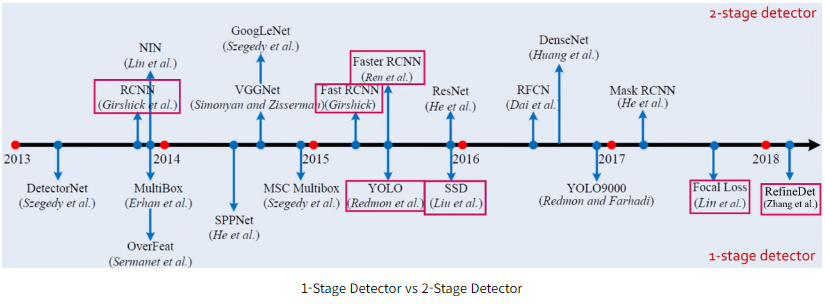 2-stage detector
GoogLeNet
(Szegedy et al.)
DenseNet
(Huang et al.)
NIN
(Lin et al.)
Faster RCNN
(Ren et al.)
RCNN
(Girshick et al.)
VGGNet
(Simonyan and Zisserman)
Fast RCNN
(Girshick)
ResNet
(He et al.)
RFCN
(Dai et al.)
Mask RCNN
(He et al.)
2013
2014
2015
2016
2017
2018
DetectorNet
(Szegedy et al.)
MultiBox
(Erhan et al.)
MSC Multibox
(Szegedy et al.)
YOLO
(Redmon et al.)
SSD
(Liu et al.)
YOLO9000
(Redmon and Farhadi)
Focal Loss
(Lin et al.)
RefineDet
(Zhang et al.)
SPPNet
(He et al.)
OverFeat
(Sermanet et al.)
1-stage detector
1-Stage Detector vs 2-Stage Detector